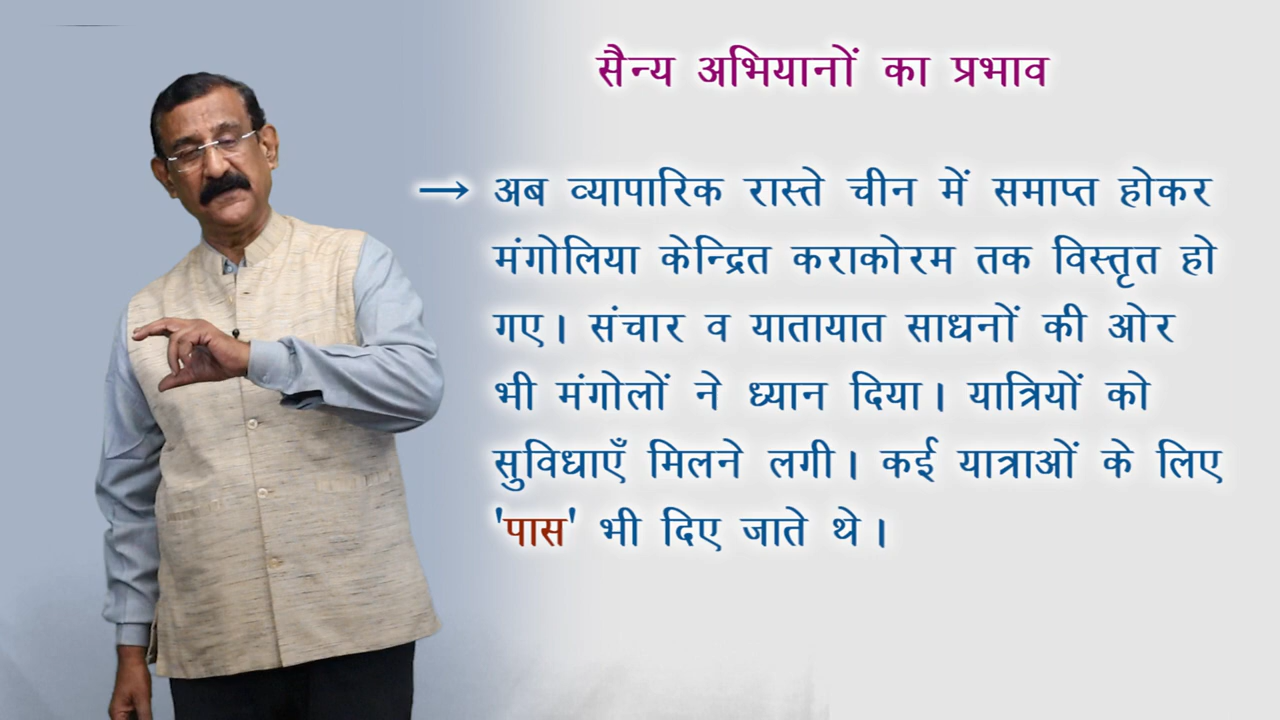 सैन्य अभियानों का प्रभाव
→ अब व्यापारिक रास्ते चीन में समाप्त होकर
मंगोलिया केन्द्रित कराकोरम तक विस्तृत हो
गए। संचार व यातायात साधनों की ओर
भी मंगोलों ने ध्यान दिया। यात्रियों को
सुविधाएँ मिलने लगी। कई यात्राओं के लिए
'पास' भी दिए जाते थे।